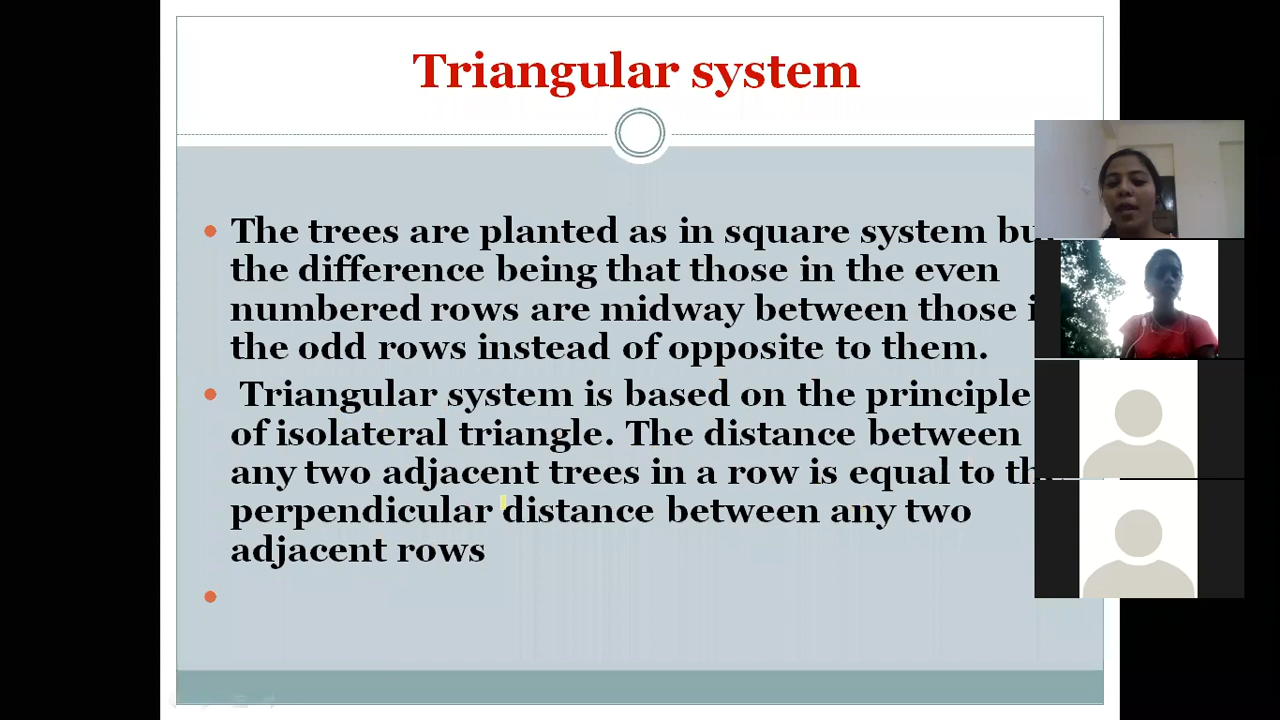 Triangular system
The trees are planted as in square system
the difference being that those in the even
numbered rows are midway between those
the odd rows instead of opposite to them.
Triangular system is based on the principle
of isolateral triangle. The distance between
any two adjacent trees in a row is equal to
perpendicular distance between any two
adjacent rows